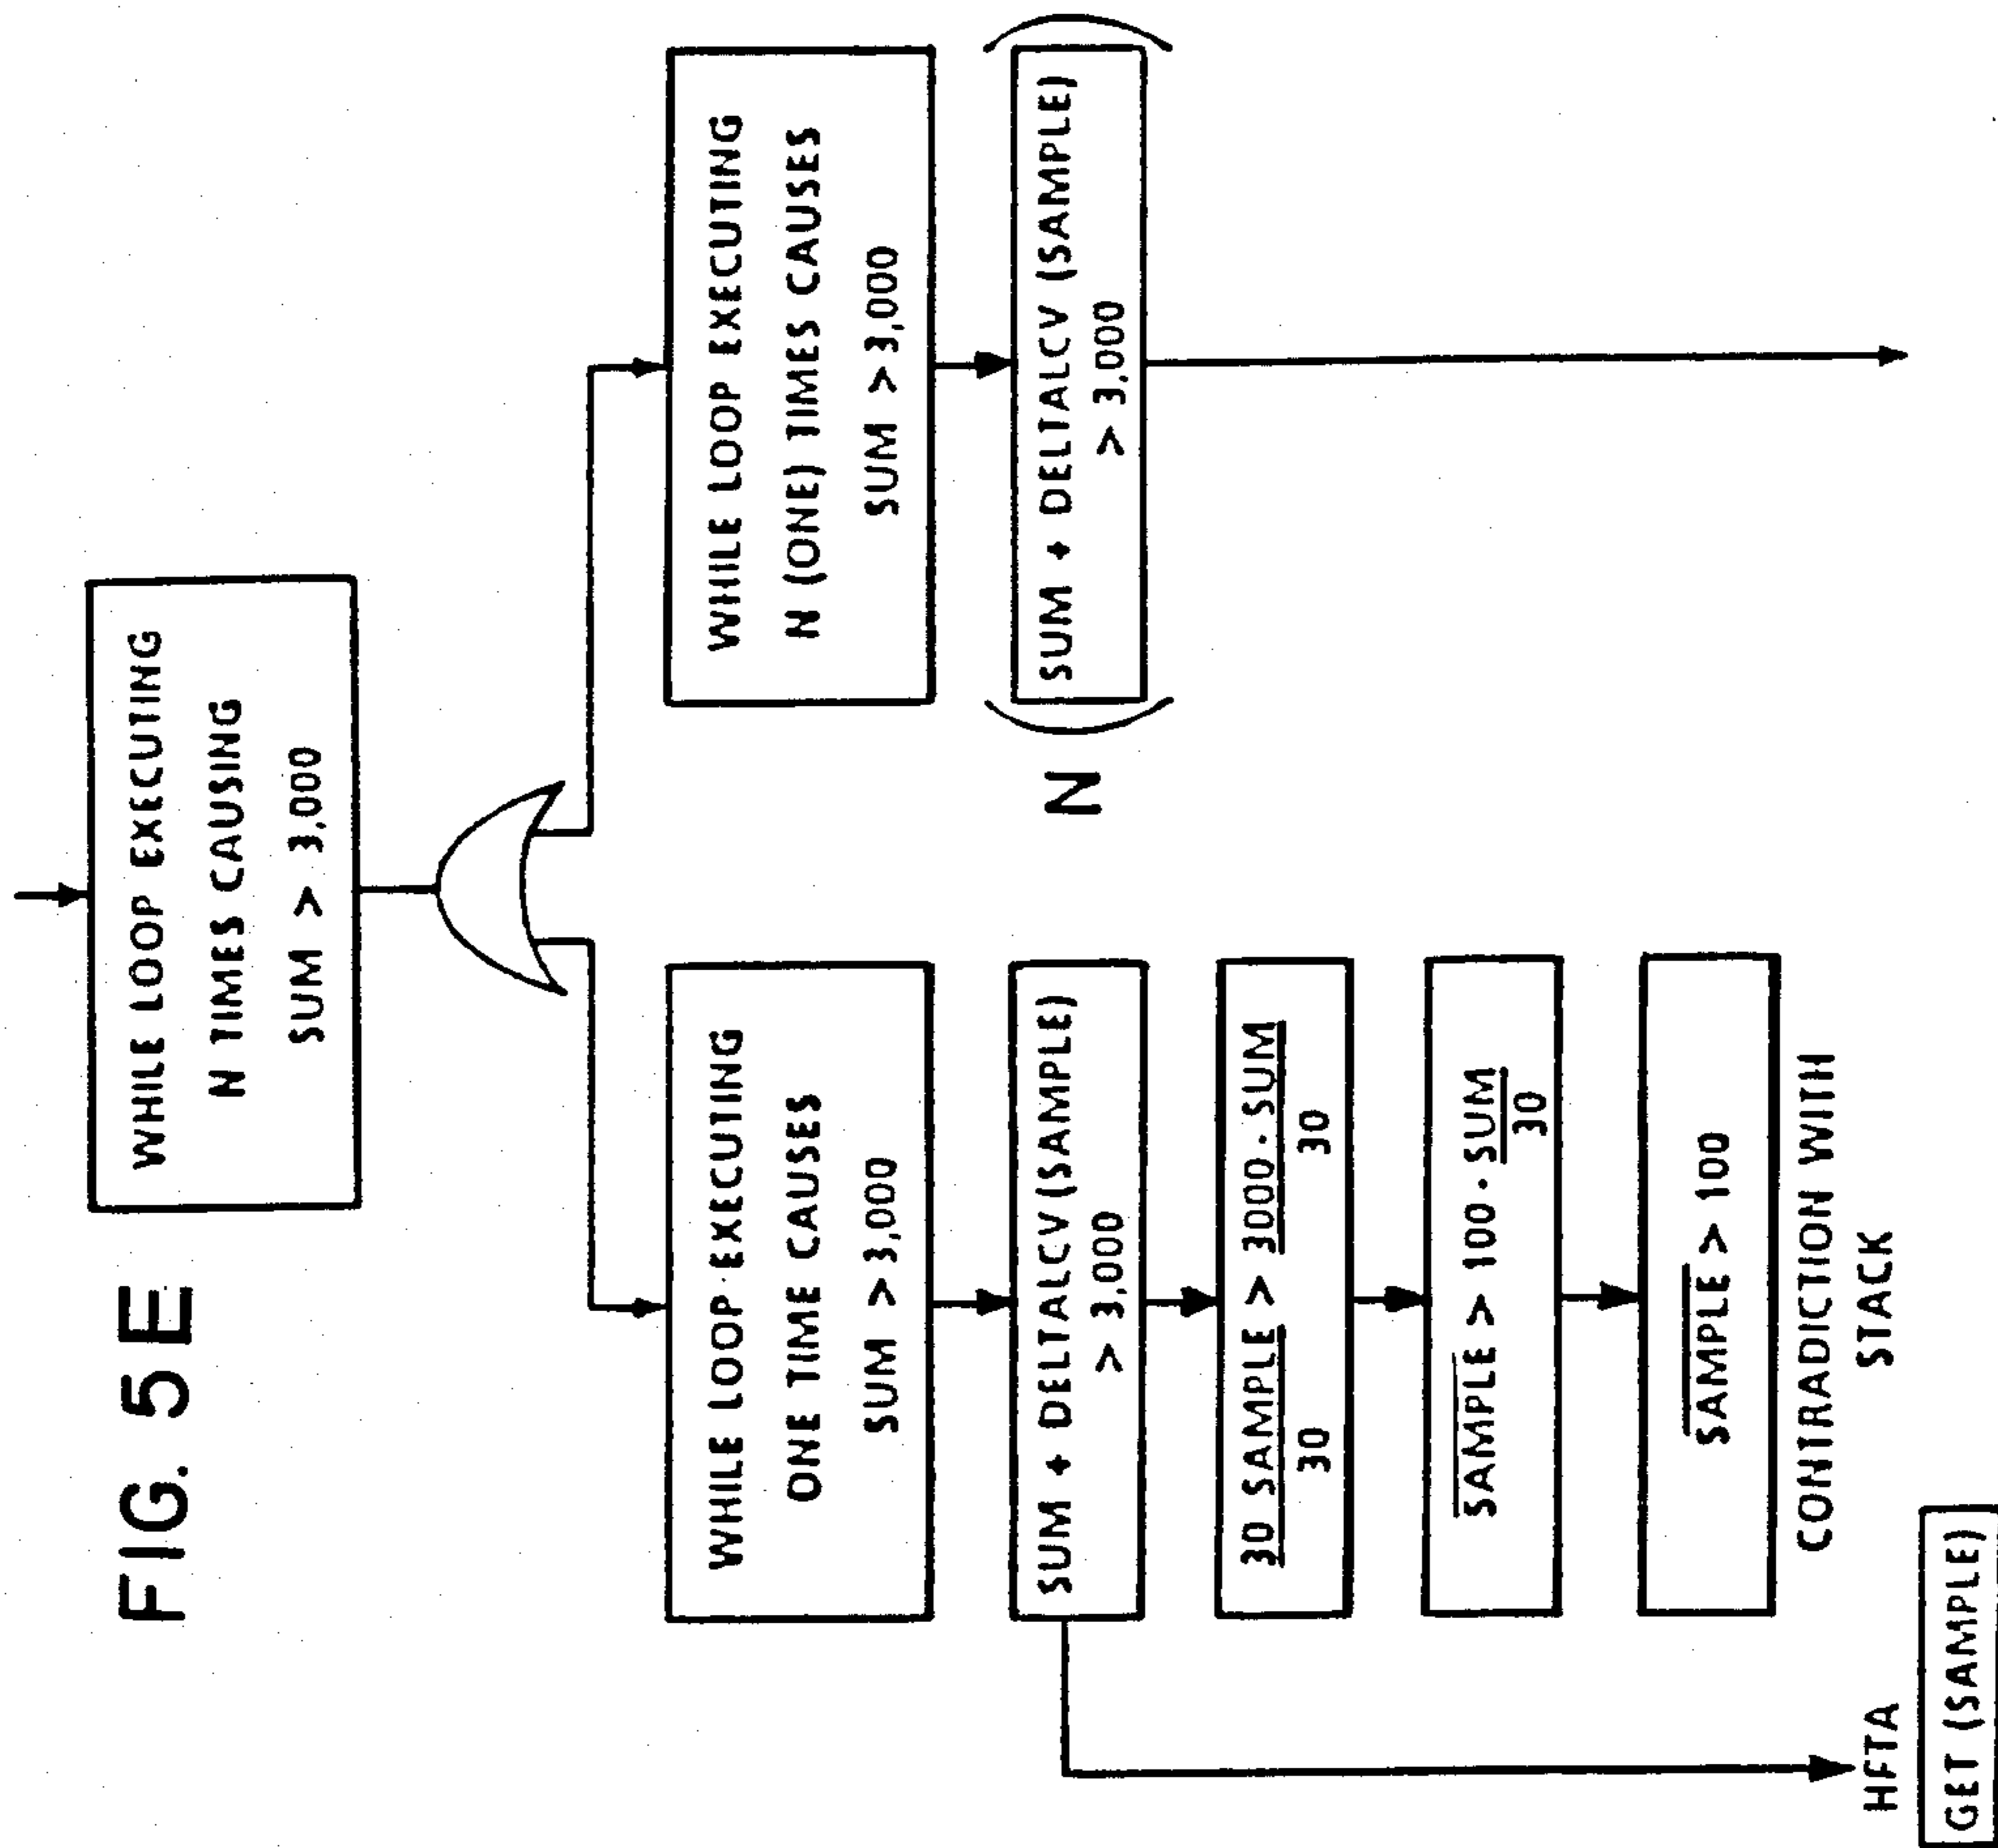 FIG. 5E
WHILE LOOP EXECUTING
N TIMES CAUSING
SUM > 3,000
WHILE LOOP EXECUTING
ONE TIME CAUSES
SUM > 3,000
SUM + DELTALCV (SAMPLE)
> 3,000
30 SAMPLE > 3000 - SUM
30 30
SAMPLE > 100 - SUM
30
SAMPLE > 100
CONTRADICTION WITH
STACK
HFTA
GET (SAMPLE)
WHILE LOOP EXECUTING
N (ONE) TIMES CAUSES
SUM > 3,000
N
SUM + DELTALCV (SAMPLE)
> 3,000